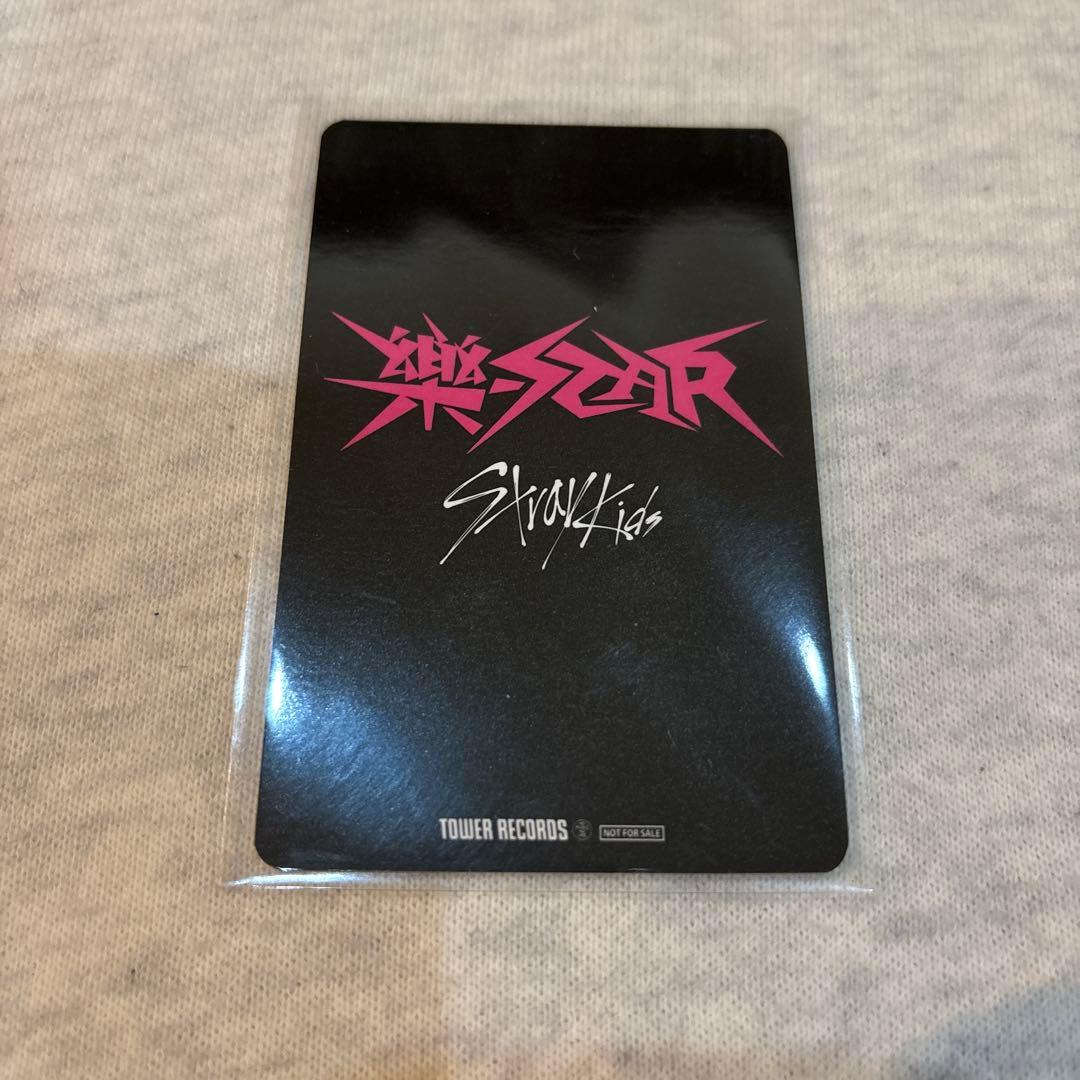 樂-STAR
Stray Kids
TOWER RECORDS NOT FOR SALE